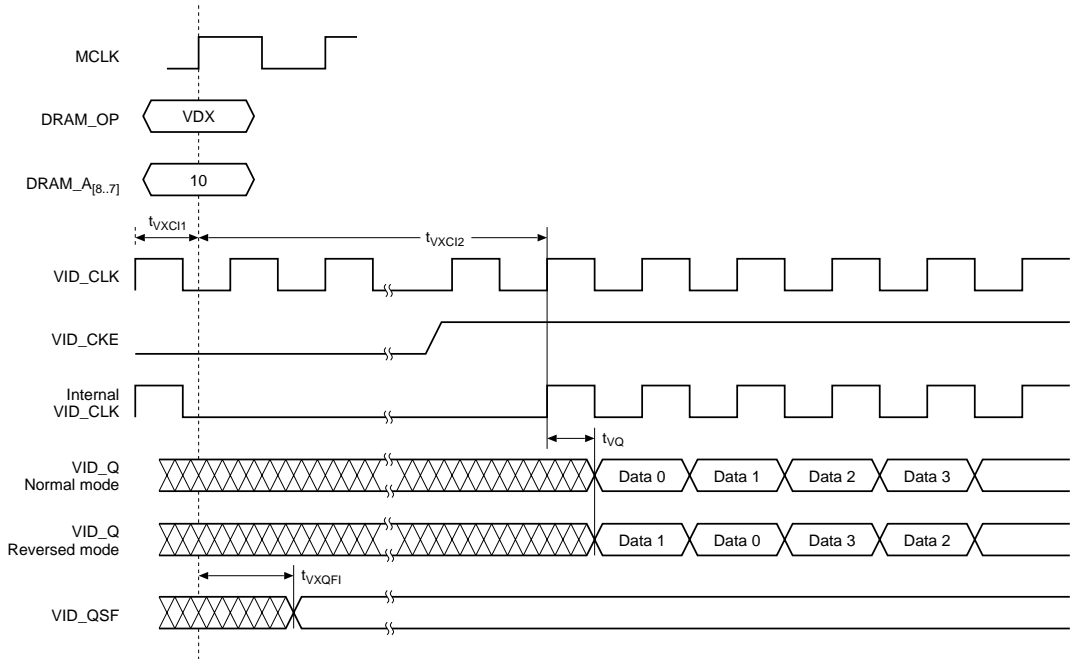 MCLK
DRAM_OP
VDX
DRAM_A[8..7]
10
tVXCI1
tVXCI2
VID_CLK
VID_CKE
Internal
VID_CLK
tVQ
VID_Q
Normal mode
Data 0
Data 1
Data 2
Data 3
VID_Q
Reversed mode
Data 1
Data 0
Data 3
Data 2
tVXQFI
VID_QSF